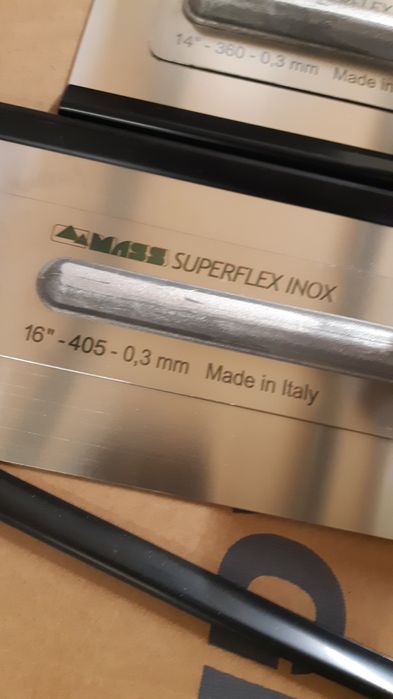 14" - 360 - 0,3 mm Made in
MASS SUPERFLEX INOX
16" - 405 - 0,3 mm Made in Italy